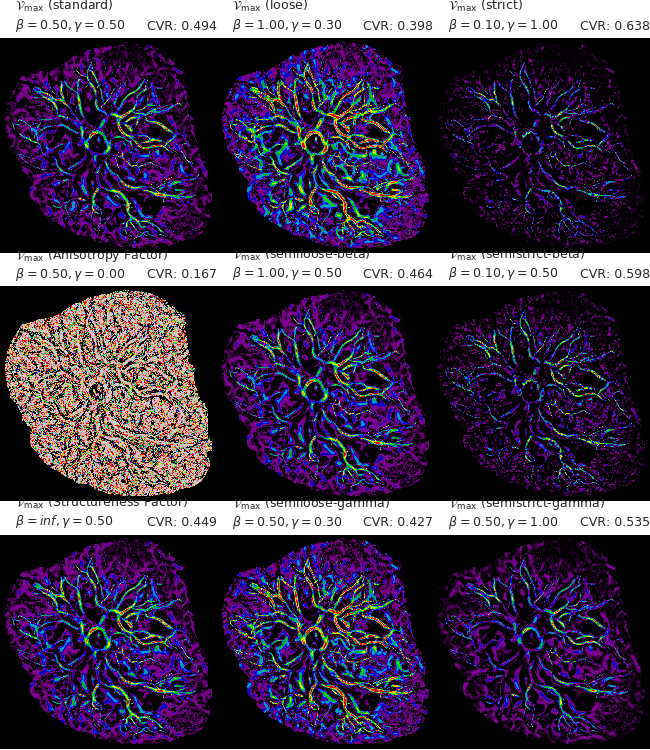 𝒱max (standard) 𝒱max (loose) 𝒱max (strict)
β = 0.50, γ = 0.50 CVR: 0.494 β = 1.00, γ = 0.30 CVR: 0.398 β = 0.10, γ = 1.00 CVR: 0.638
𝒱max (Anisotropy Factor) 𝒱max (semiloose-beta) 𝒱max (semistrict-beta)
β = 0.50, γ = 0.00 CVR: 0.167 β = 1.00, γ = 0.50 CVR: 0.464 β = 0.10, γ = 0.50 CVR: 0.598
𝒱max (Structureness Factor) 𝒱max (semiloose-gamma) 𝒱max (semistrict-gamma)
β = inf, γ = 0.50 CVR: 0.449 β = 0.50, γ = 0.30 CVR: 0.427 β = 0.50, γ = 1.00 CVR: 0.535